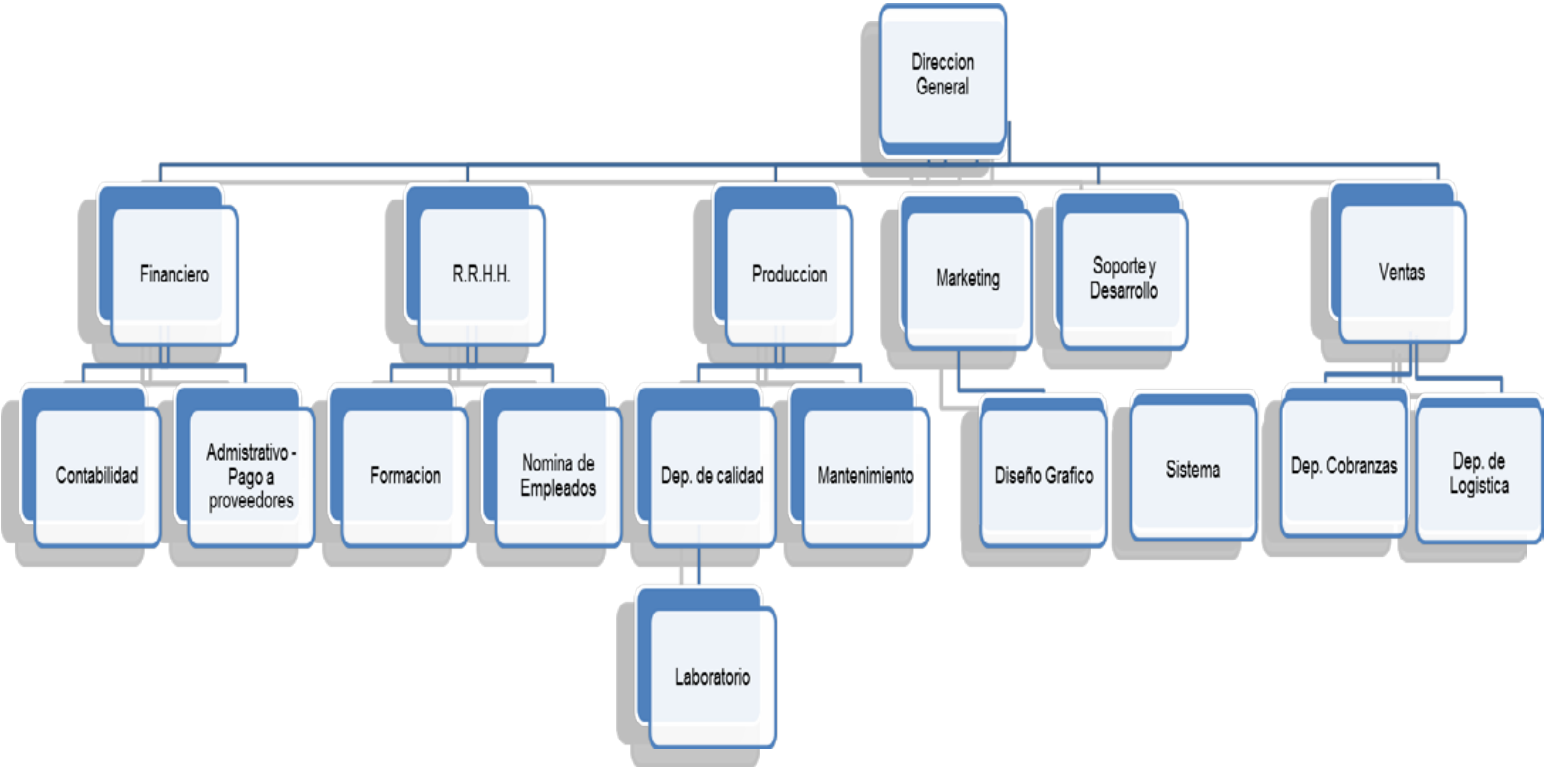 Direccion
General
Financiero
R.R.H.H.
Produccion
Marketing
Soporte y
Desarrollo
Ventas
Contabilidad
Admistrativo -
Pago a
proveedores
Formacion
Nomina de
Empleados
Dep. de calidad
Mantenimiento
Diseño Grafico
Sistema
Dep. Cobranzas
Dep. de
Logistica
Laboratorio